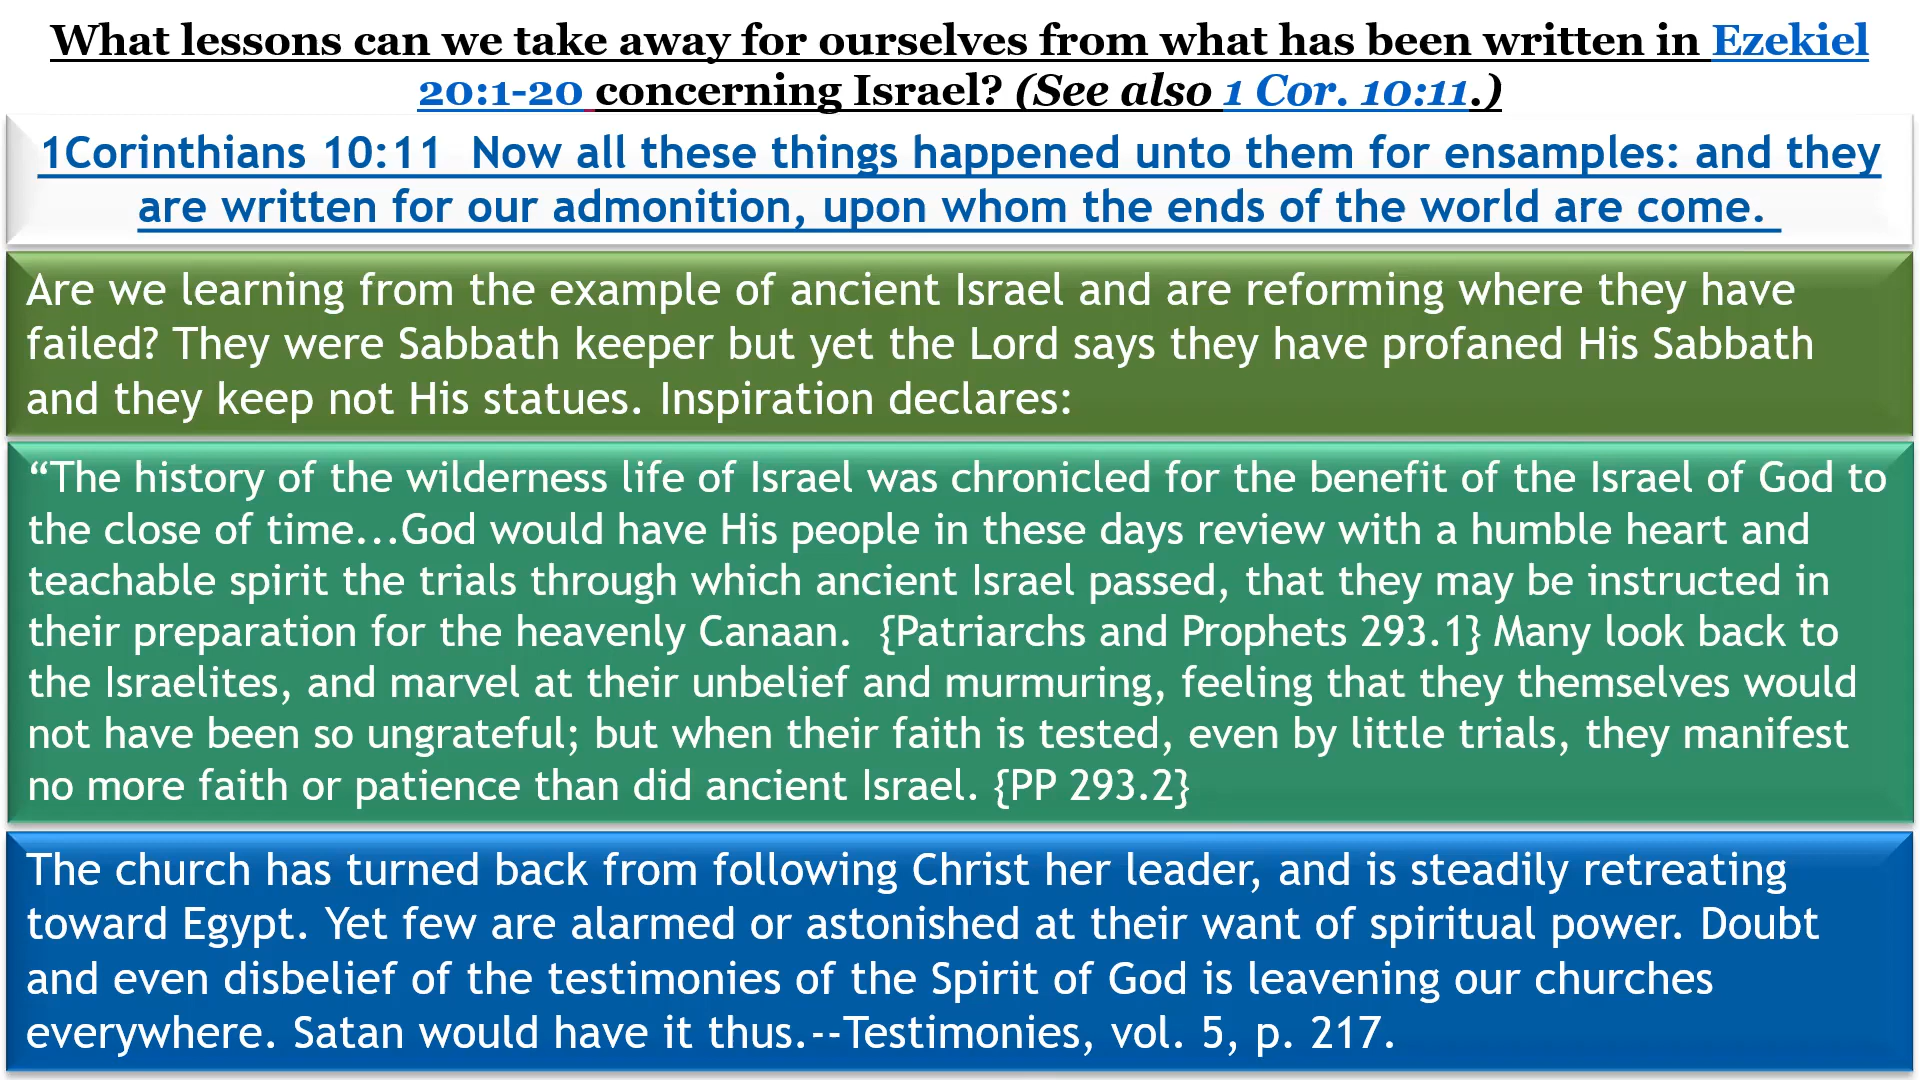 What lessons can we take away for ourselves from what has been written in Ezekiel
20:1-20 concerning Israel? (See also 1 Cor. 10:11.)
1Corinthians 10:11  Now all these things happened unto them for ensamples: and they
are written for our admonition, upon whom the ends of the world are come.
Are we learning from the example of ancient Israel and are reforming where they have
failed? They were Sabbath keeper but yet the Lord says they have profaned His Sabbath
and they keep not His statues. Inspiration declares:
“The history of the wilderness life of Israel was chronicled for the benefit of the Israel of God to
the close of time...God would have His people in these days review with a humble heart and
teachable spirit the trials through which ancient Israel passed, that they may be instructed in
their preparation for the heavenly Canaan.  {Patriarchs and Prophets 293.1} Many look back to
the Israelites, and marvel at their unbelief and murmuring, feeling that they themselves would
not have been so ungrateful; but when their faith is tested, even by little trials, they manifest
no more faith or patience than did ancient Israel. {PP 293.2}
The church has turned back from following Christ her leader, and is steadily retreating
toward Egypt. Yet few are alarmed or astonished at their want of spiritual power. Doubt
and even disbelief of the testimonies of the Spirit of God is leavening our churches
everywhere. Satan would have it thus.--Testimonies, vol. 5, p. 217.